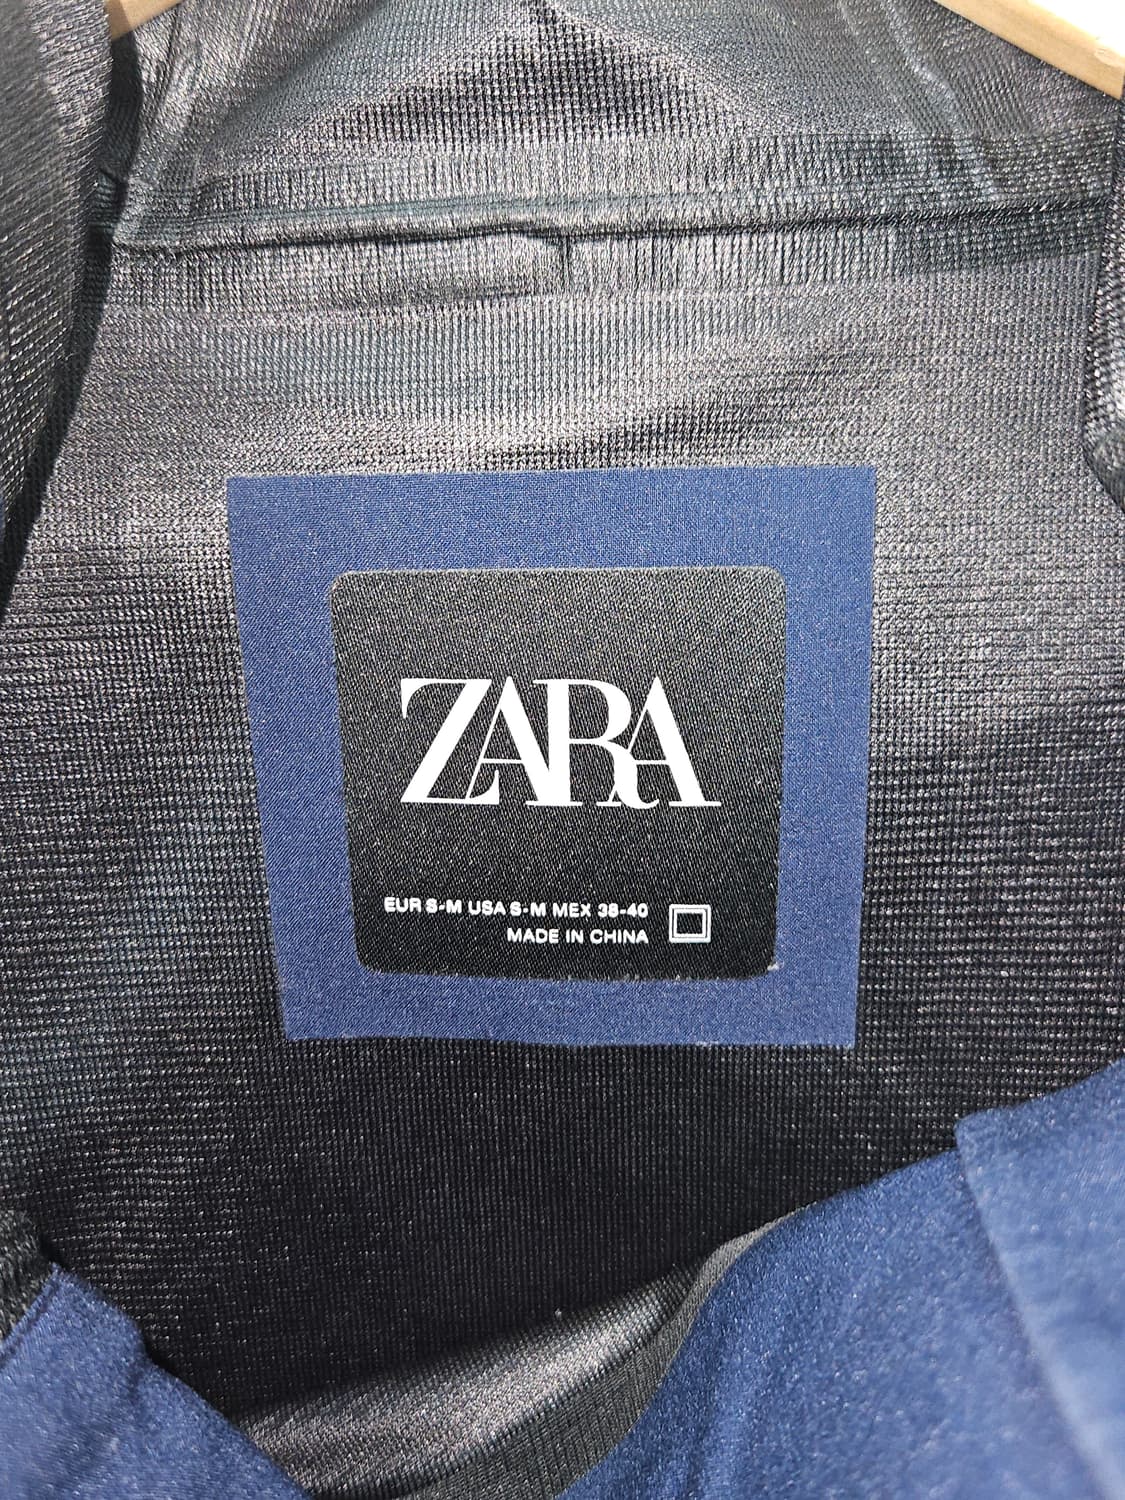 ZARA
EUR S-M USA S-M MEX 38-40
MADE IN CHINA